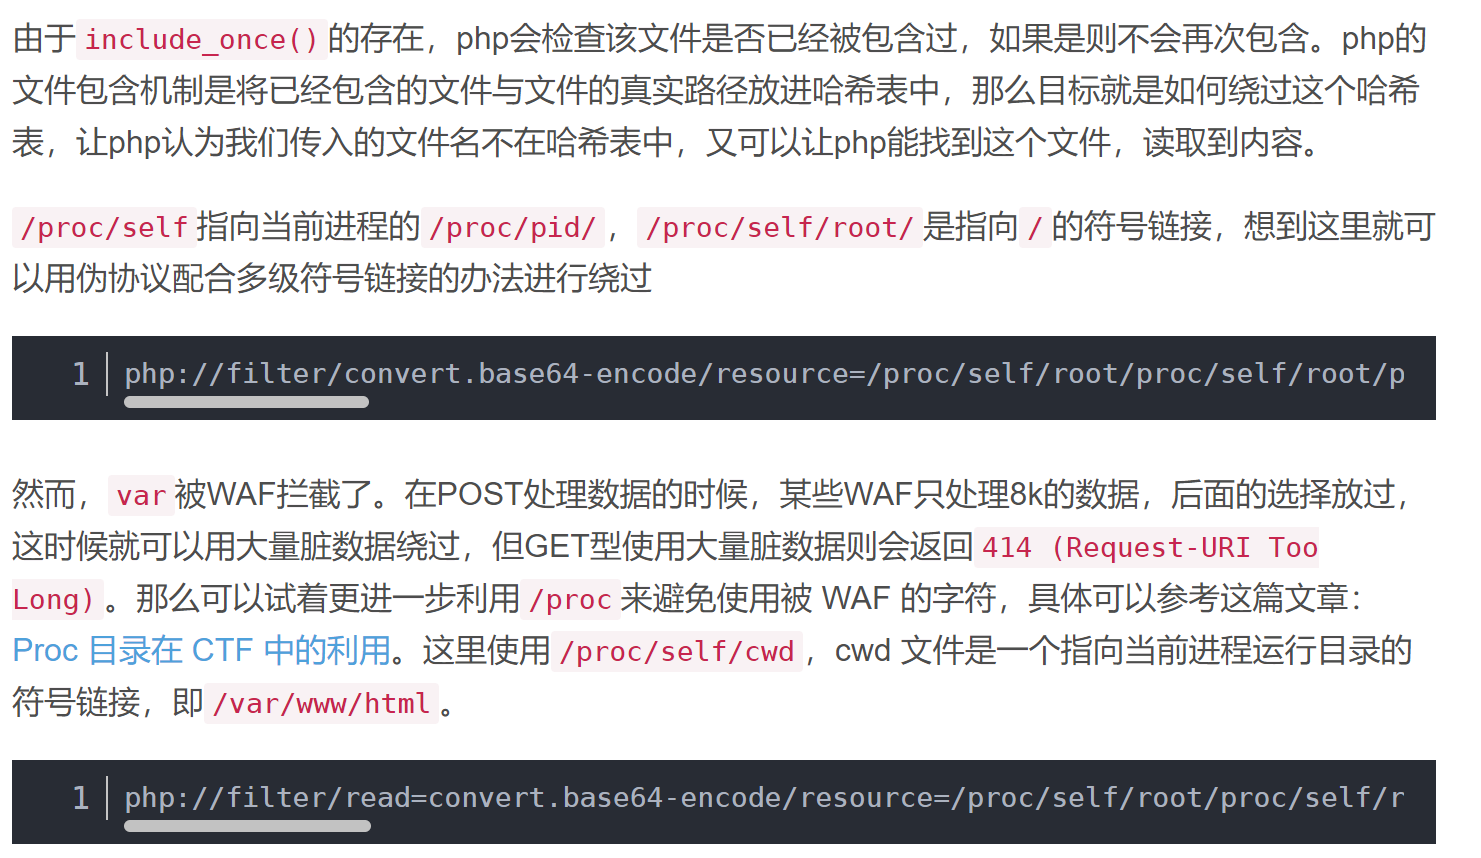 由于include_once()的存在，php会检查该文件是否已经被包含过，如果是则不会再次包含。php的
文件包含机制是将已经包含的文件与文件的真实路径放进哈希表中，那么目标就是如何绕过这个哈希
表，让php认为我们传入的文件名不在哈希表中，又可以让php能找到这个文件，读取到内容。
/proc/self指向当前进程的/proc/pid/，/proc/self/root/是指向/的符号链接，想到这里就可
以用伪协议配合多级符号链接的办法进行绕过
1 php://filter/convert.base64-encode/resource=/proc/self/root/proc/self/root/p
然而，var被WAF拦截了。在POST处理数据的时候，某些WAF只处理8k的数据，后面的选择放过，
这时候就可以用大量脏数据绕过，但GET型使用大量脏数据则会返回414 (Request-URI Too
Long)。那么可以试着更进一步利用/proc来避免使用被 WAF 的字符，具体可以参考这篇文章：
Proc 目录在 CTF 中的利用。这里使用/proc/self/cwd，cwd 文件是一个指向当前进程运行目录的
符号链接，即/var/www/html。
1 php://filter/read=convert.base64-encode/resource=/proc/self/root/proc/self/r